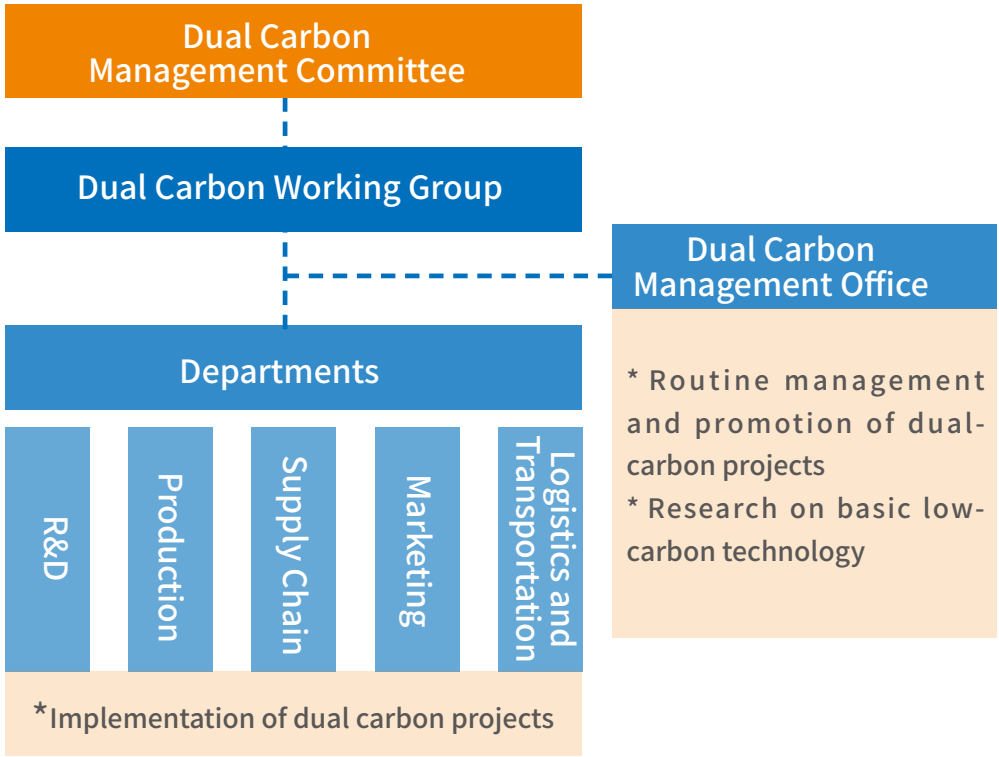 Dual Carbon
Management Committee
Dual Carbon Working Group
Dual Carbon
Management Office
* Routine management
and promotion of dual-
carbon projects
* Research on basic low-
carbon technology
Departments
R&D
Production
Supply Chain
Marketing
Logistics and
Transportation
*Implementation of dual carbon projects